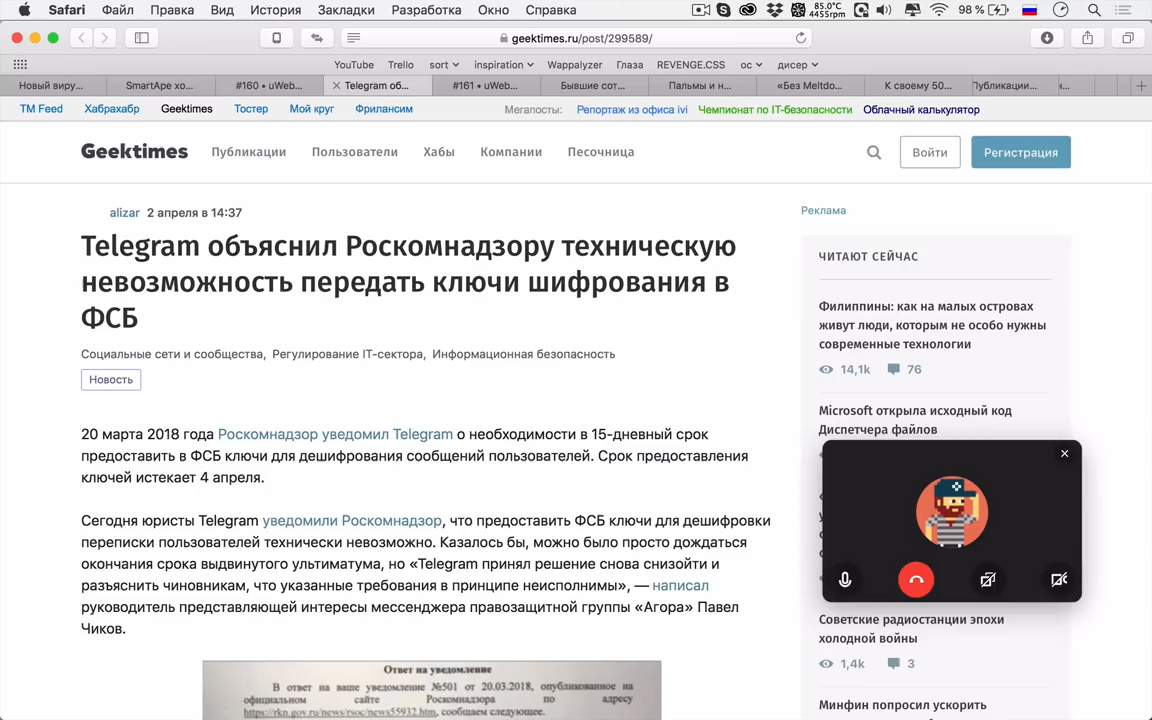 Safari Файл Правка Вид История Закладки Разработка Окно Справка 85.0°C 4455rpm 98 %
geektimes.ru/post/299589/
YouTube Trello sort inspiration Wappalyzer Глаза REVENGE.CSS ос дисер
Новый виру... SmartApe хо... #160 • uWeb... Telegram об... #161 • uWeb... Бывшие сот... Пальмы и н... «Без Meltdo... К своему 50... Публикации...
TM Feed Хабрахабр Geektimes Тостер Мой круг Фрилансим Мегапосты: Репортаж из офиса ivi Чемпионат по IT-безопасности Облачный калькулятор
Geektimes Публикации Пользователи Хабы Компании Песочница Войти Регистрация
alizar 2 апреля в 14:37
Telegram объяснил Роскомнадзору техническую
невозможность передать ключи шифрования в
ФСБ
Социальные сети и сообщества, Регулирование IT-сектора, Информационная безопасность
Новость
20 марта 2018 года Роскомнадзор уведомил Telegram о необходимости в 15-дневный срок
предоставить в ФСБ ключи для дешифрования сообщений пользователей. Срок предоставления
ключей истекает 4 апреля.
Сегодня юристы Telegram уведомили Роскомнадзор, что предоставить ФСБ ключи для дешифровки
переписки пользователей технически невозможно. Казалось бы, можно было просто дождаться
окончания срока выдвинутого ультиматума, но «Telegram принял решение снова снизойти и
разъяснить чиновникам, что указанные требования в принципе неисполнимы», — написал
руководитель представляющей интересы мессенджера правозащитной группы «Агора» Павел
Чиков.
Ответ на уведомление
В ответ на ваше уведомление №501 от 20.03.2018, опубликованное на
официальном сайте Роскомнадзора по адресу
https://rkn.gov.ru/news/rsoc/news55932.htm, сообщаем следующее.
Реклама
ЧИТАЮТ СЕЙЧАС
Филиппины: как на малых островах
живут люди, которым не особо нужны
современные технологии
14,1k 76
Microsoft открыла исходный код
Диспетчера файлов
Советские радиостанции эпохи
холодной войны
1,4k 3
Минфин попросил ускорить